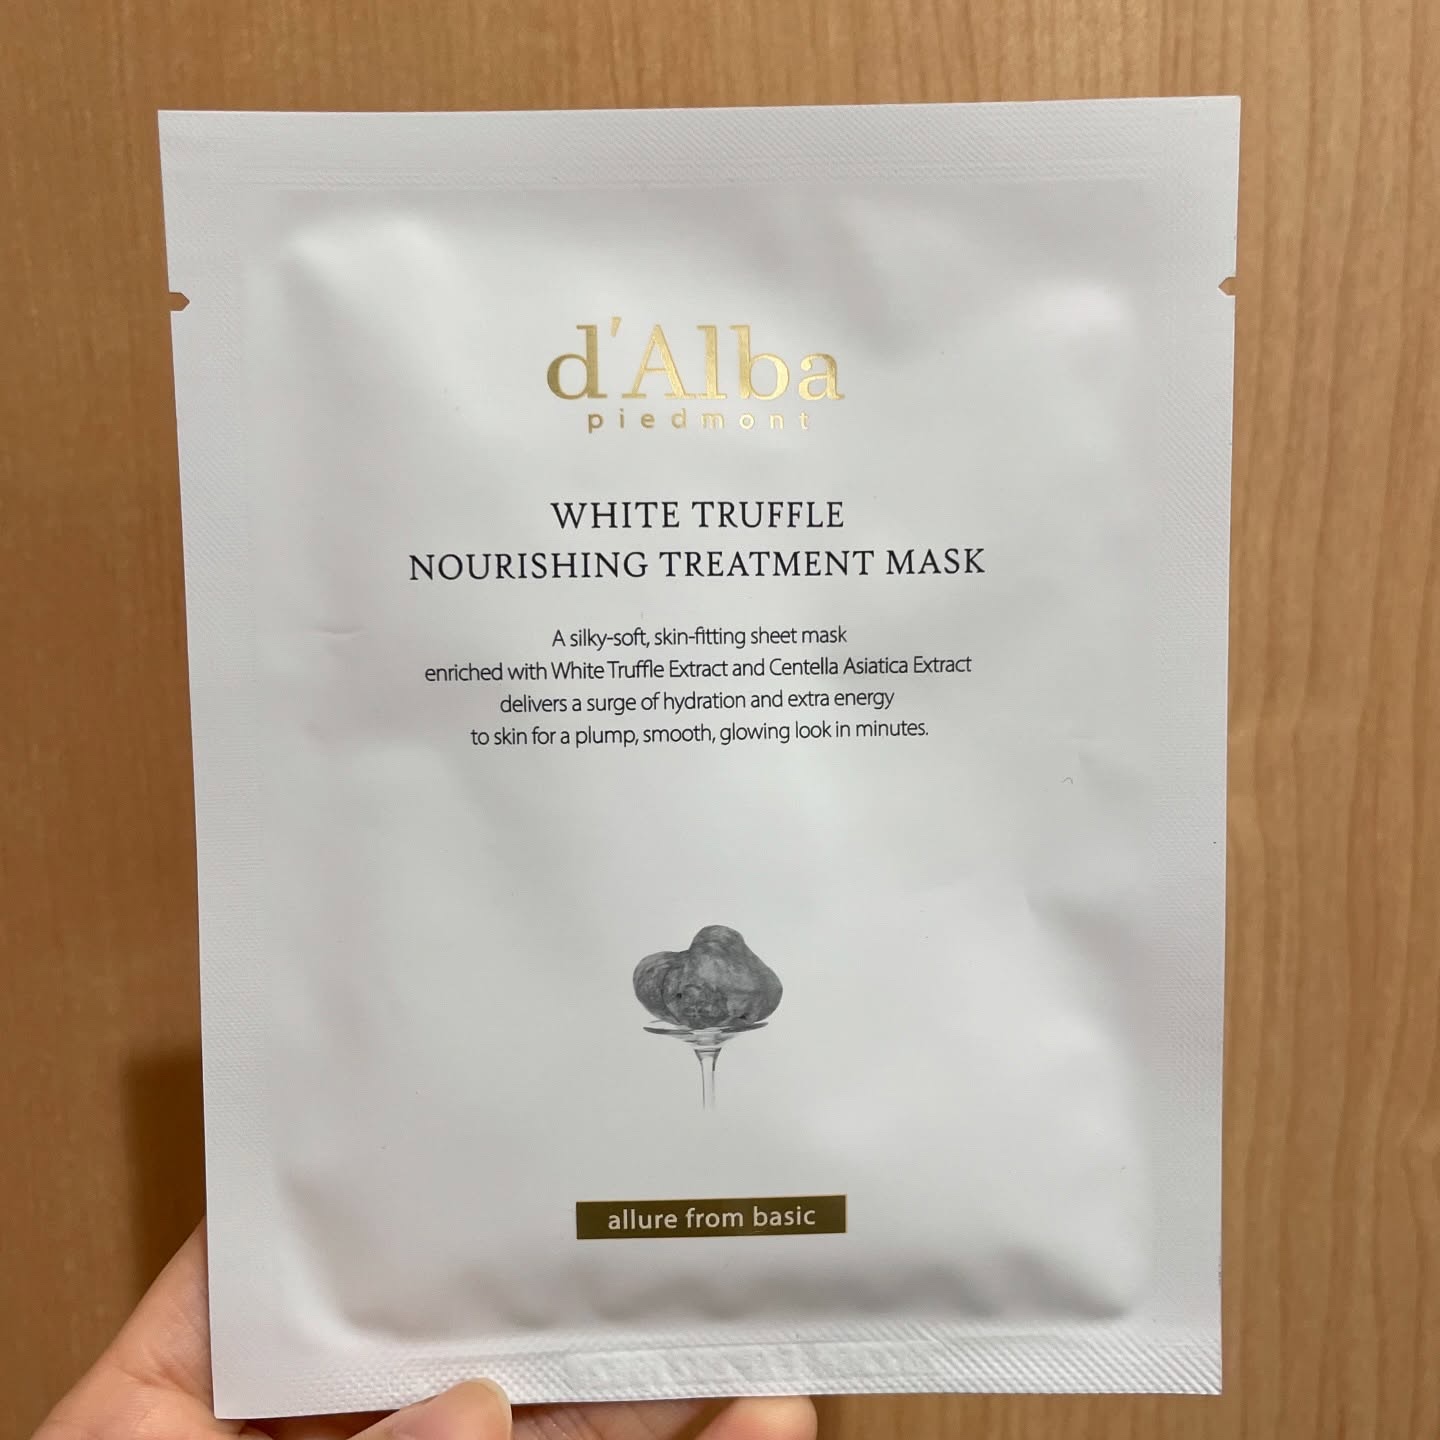 d'Alba
piedmont
WHITE TRUFFLE
NOURISHING TREATMENT MASK
A silky-soft, skin-fitting sheet mask
enriched with White Truffle Extract and Centella Asiatica Extract
delivers a surge of hydration and extra energy
to skin for a plump, smooth, glowing look in minutes.
allure from basic